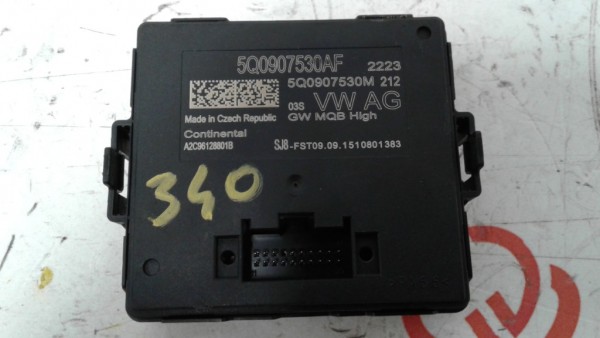 5Q0907530AF 2223
5Q0907530M 212
03S VW AG
Made in Czech Republic GW MQB High
Continental
A2C96128801B SJ8-FST09.09.1510801383
340